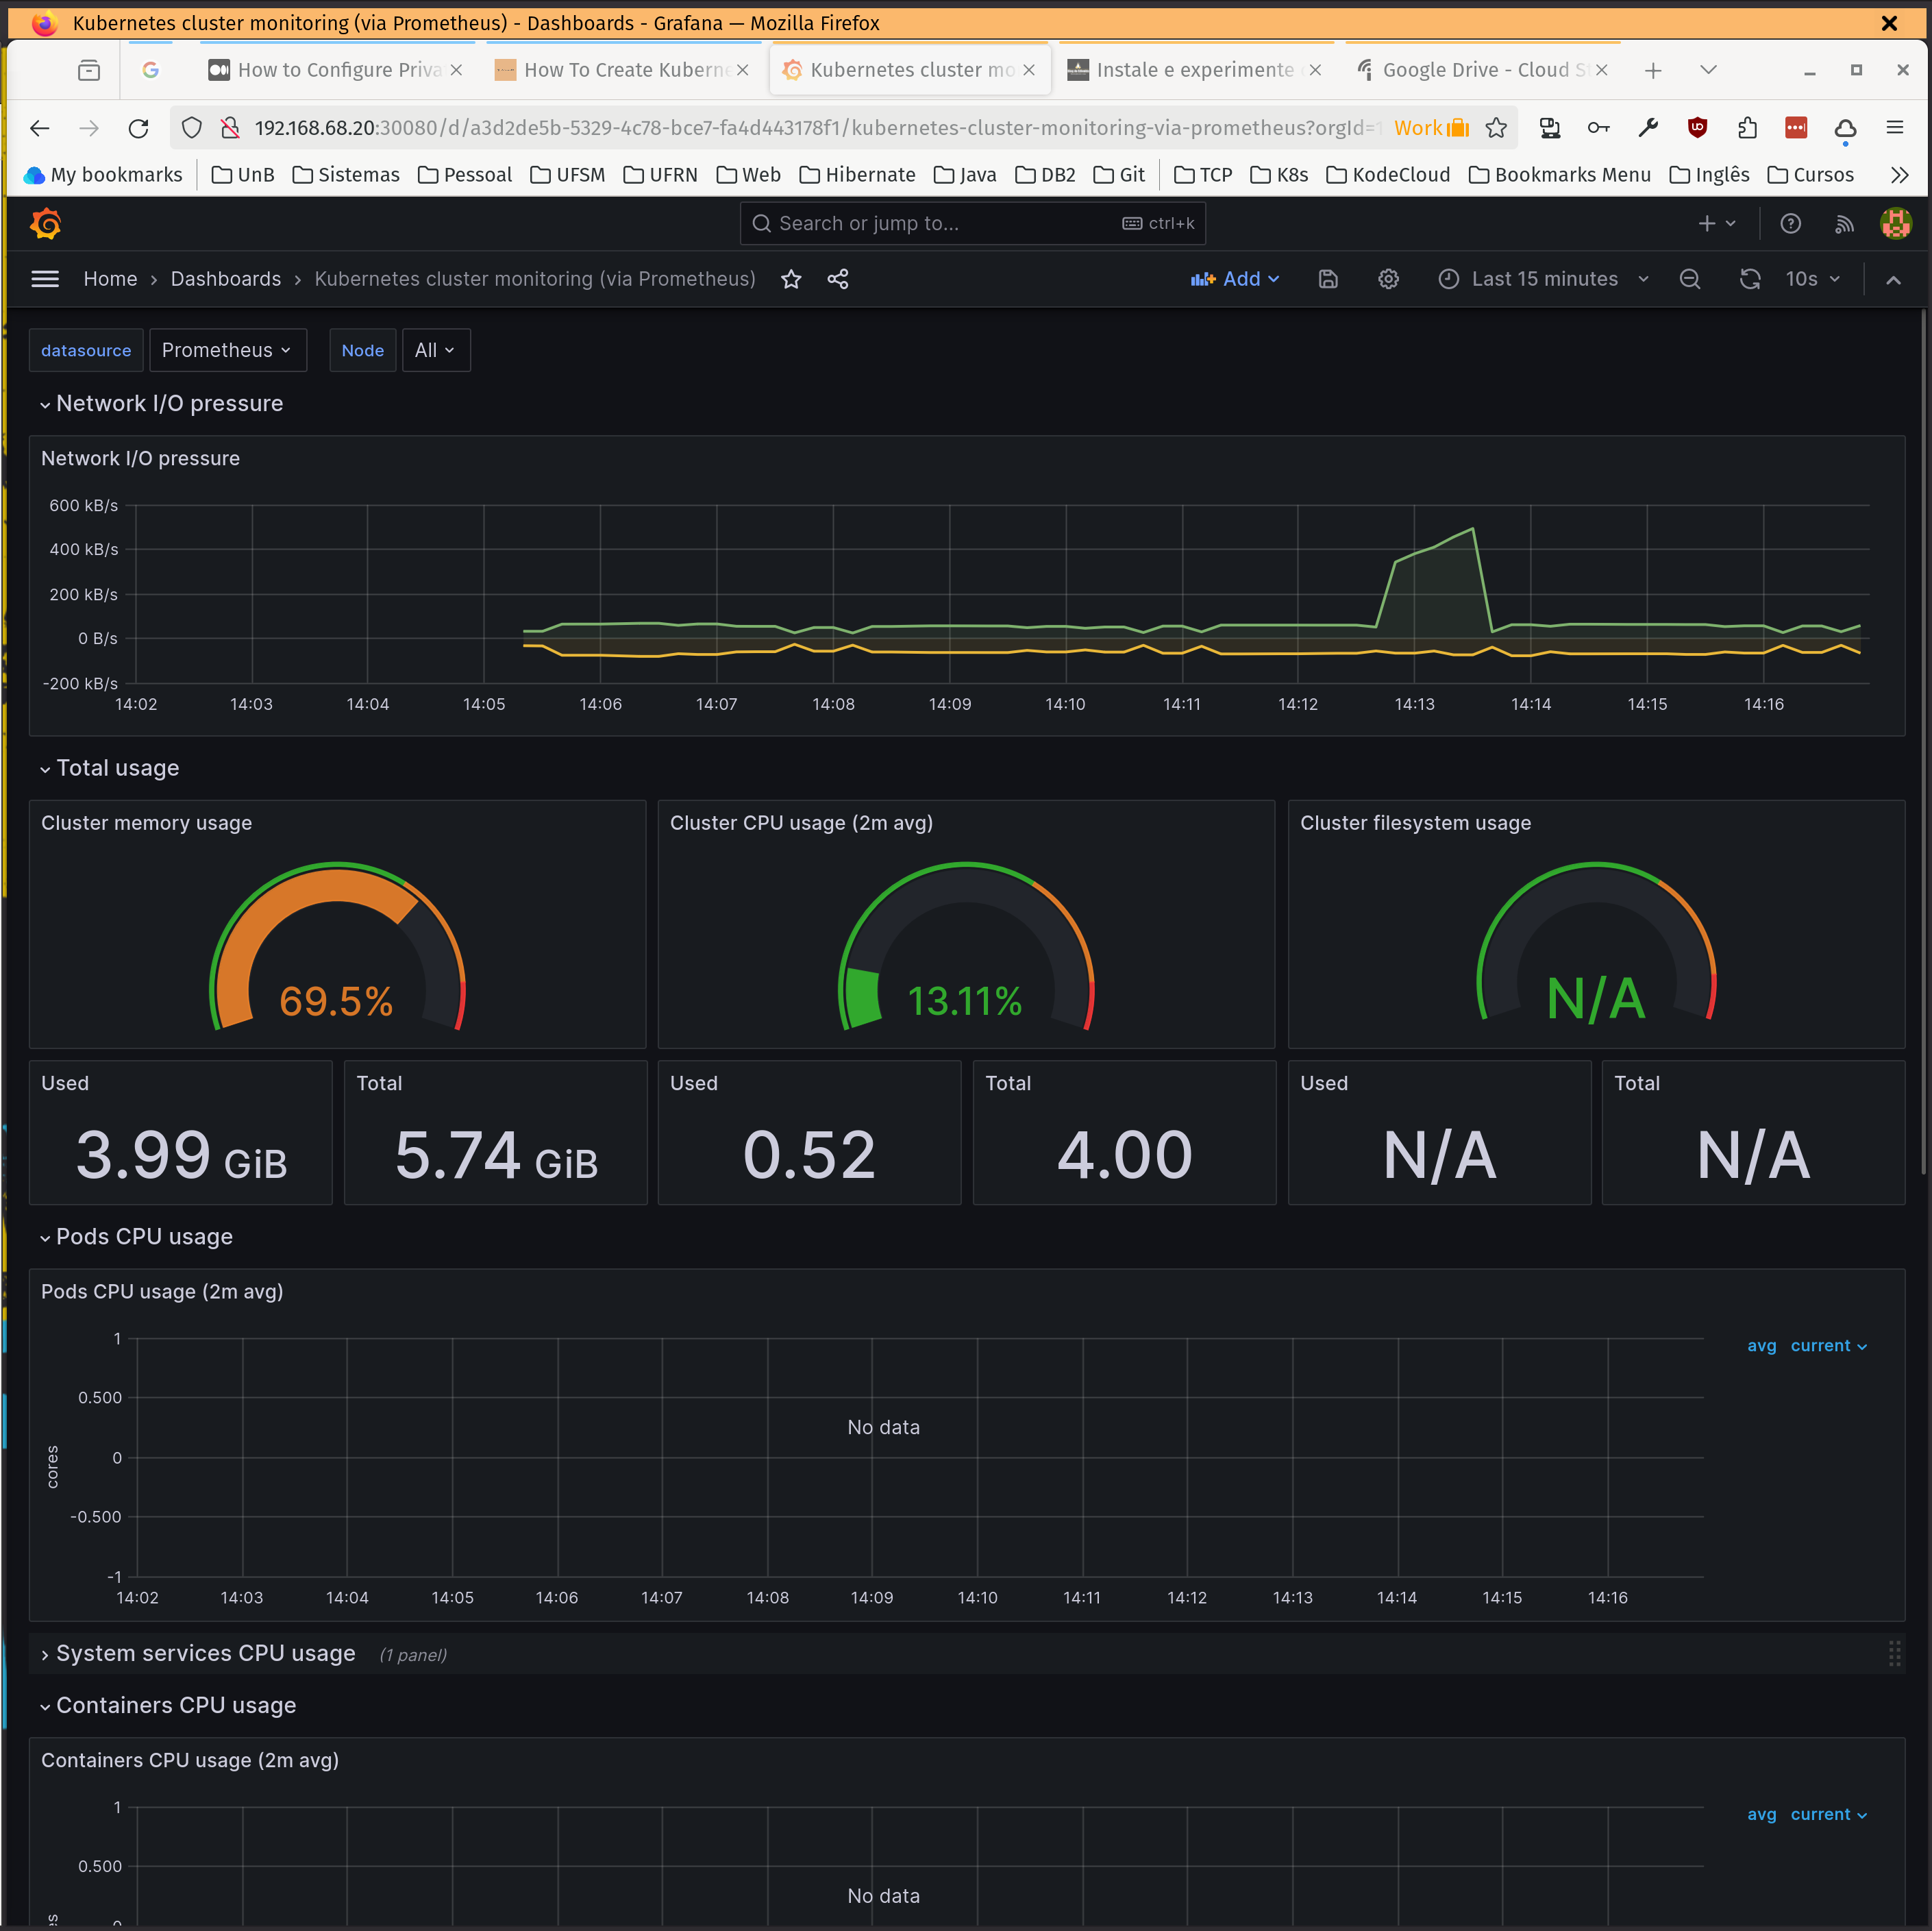 Kubernetes cluster monitoring (via Prometheus) - Dashboards - Grafana — Mozilla Firefox
How to Configure Priva
How To Create Kuberne
Kubernetes cluster mo
Instale e experimente
Google Drive - Cloud S
192.168.68.20:30080/d/a3d2de5b-5329-4c78-bce7-fa4d443178f1/kubernetes-cluster-monitoring-via-prometheus?orgId=1 Work
My bookmarks UnB Sistemas Pessoal UFSM UFRN Web Hibernate Java DB2 Git TCP K8s KodeCloud Bookmarks Menu Inglês Cursos
Search or jump to... ctrl+k
Home › Dashboards › Kubernetes cluster monitoring (via Prometheus) Add Last 15 minutes 10s
datasource Prometheus Node All
Network I/O pressure
Network I/O pressure
600 kB/s
400 kB/s
200 kB/s
0 B/s
-200 kB/s
14:02 14:03 14:04 14:05 14:06 14:07 14:08 14:09 14:10 14:11 14:12 14:13 14:14 14:15 14:16
Total usage
Cluster memory usage
69.5%
Cluster CPU usage (2m avg)
13.11%
Cluster filesystem usage
N/A
Used
3.99 GiB
Total
5.74 GiB
Used
0.52
Total
4.00
Used
N/A
Total
N/A
Pods CPU usage
Pods CPU usage (2m avg)
avg current
1
0.500
0
-0.500
-1
cores
No data
14:02 14:03 14:04 14:05 14:06 14:07 14:08 14:09 14:10 14:11 14:12 14:13 14:14 14:15 14:16
System services CPU usage (1 panel)
Containers CPU usage
Containers CPU usage (2m avg)
avg current
1
0.500
No data